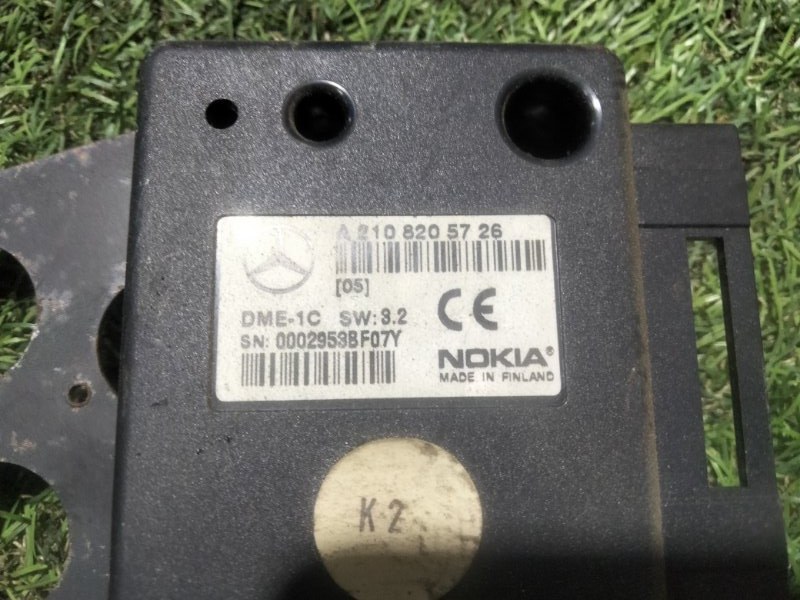 A 210 820 57 26
[05]
DME-1C SW: 3.2
CE
SN: 0002953BF07Y
NOKIA®
MADE IN FINLAND
K2